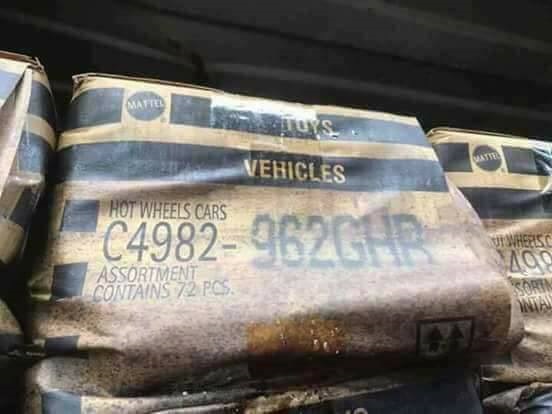 MATTEL
TOYS
VEHICLES
HOT WHEELS CARS
C4982-962GHR
ASSORTMENT
CONTAINS 72 PCS.
MATTEL